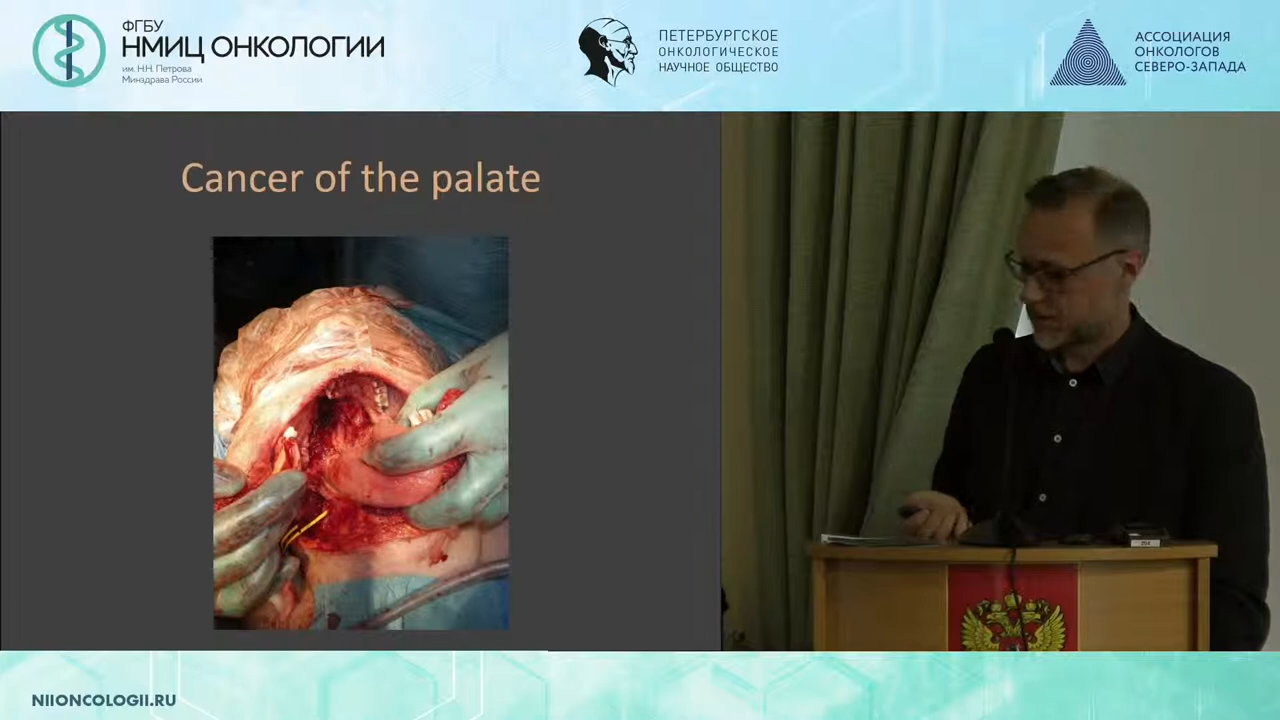 ФГБУ
НМИЦ ОНКОЛОГИИ
им. Н.Н. Петрова
Минздрава России
ПЕТЕРБУРГСКОЕ
ОНКОЛОГИЧЕСКОЕ
НАУЧНОЕ ОБЩЕСТВО
АССОЦИАЦИЯ
ОНКОЛОГОВ
СЕВЕРО-ЗАПАДА
Cancer of the palate
NIIONCOLOGII.RU